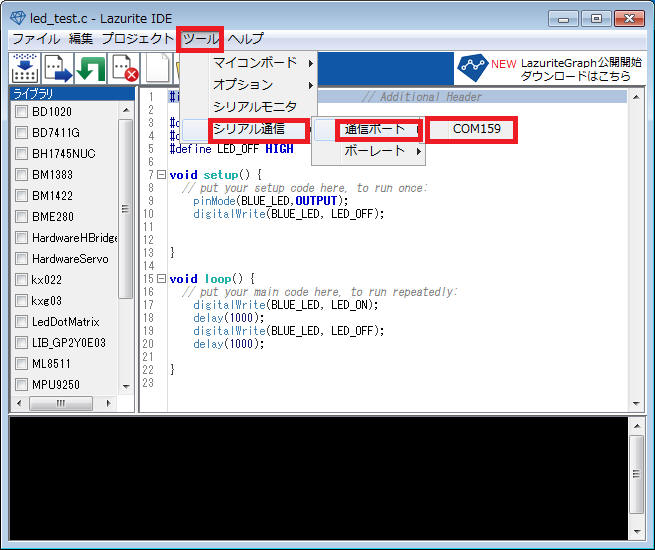 led_test.c - Lazurite IDE
ファイル 編集 プロジェクト ツール ヘルプ
NEW LazuriteGraph公開開始
ダウンロードはこちら
マイコンボード
オプション
シリアルモニタ
シリアル通信
通信ポート
COM159
ボーレート
ライブラリ
BD1020
BD7411G
BH1745NUC
BM1383
BM1422
BME280
HardwareHBridge
HardwareServo
kx022
kxg03
LedDotMatrix
LIB_GP2Y0E03
ML8511
MPU9250
1 #i // Additional Header
2
3 #d
4 #d
5 #define LED_OFF HIGH
6
7 void setup() {
8 // put your setup code here, to run once:
9 pinMode(BLUE_LED,OUTPUT);
10 digitalWrite(BLUE_LED, LED_OFF);
11
12
13 }
14
15 void loop() {
16 // put your main code here, to run repeatedly:
17 digitalWrite(BLUE_LED, LED_ON);
18 delay(1000);
19 digitalWrite(BLUE_LED, LED_OFF);
20 delay(1000);
21
22 }
23